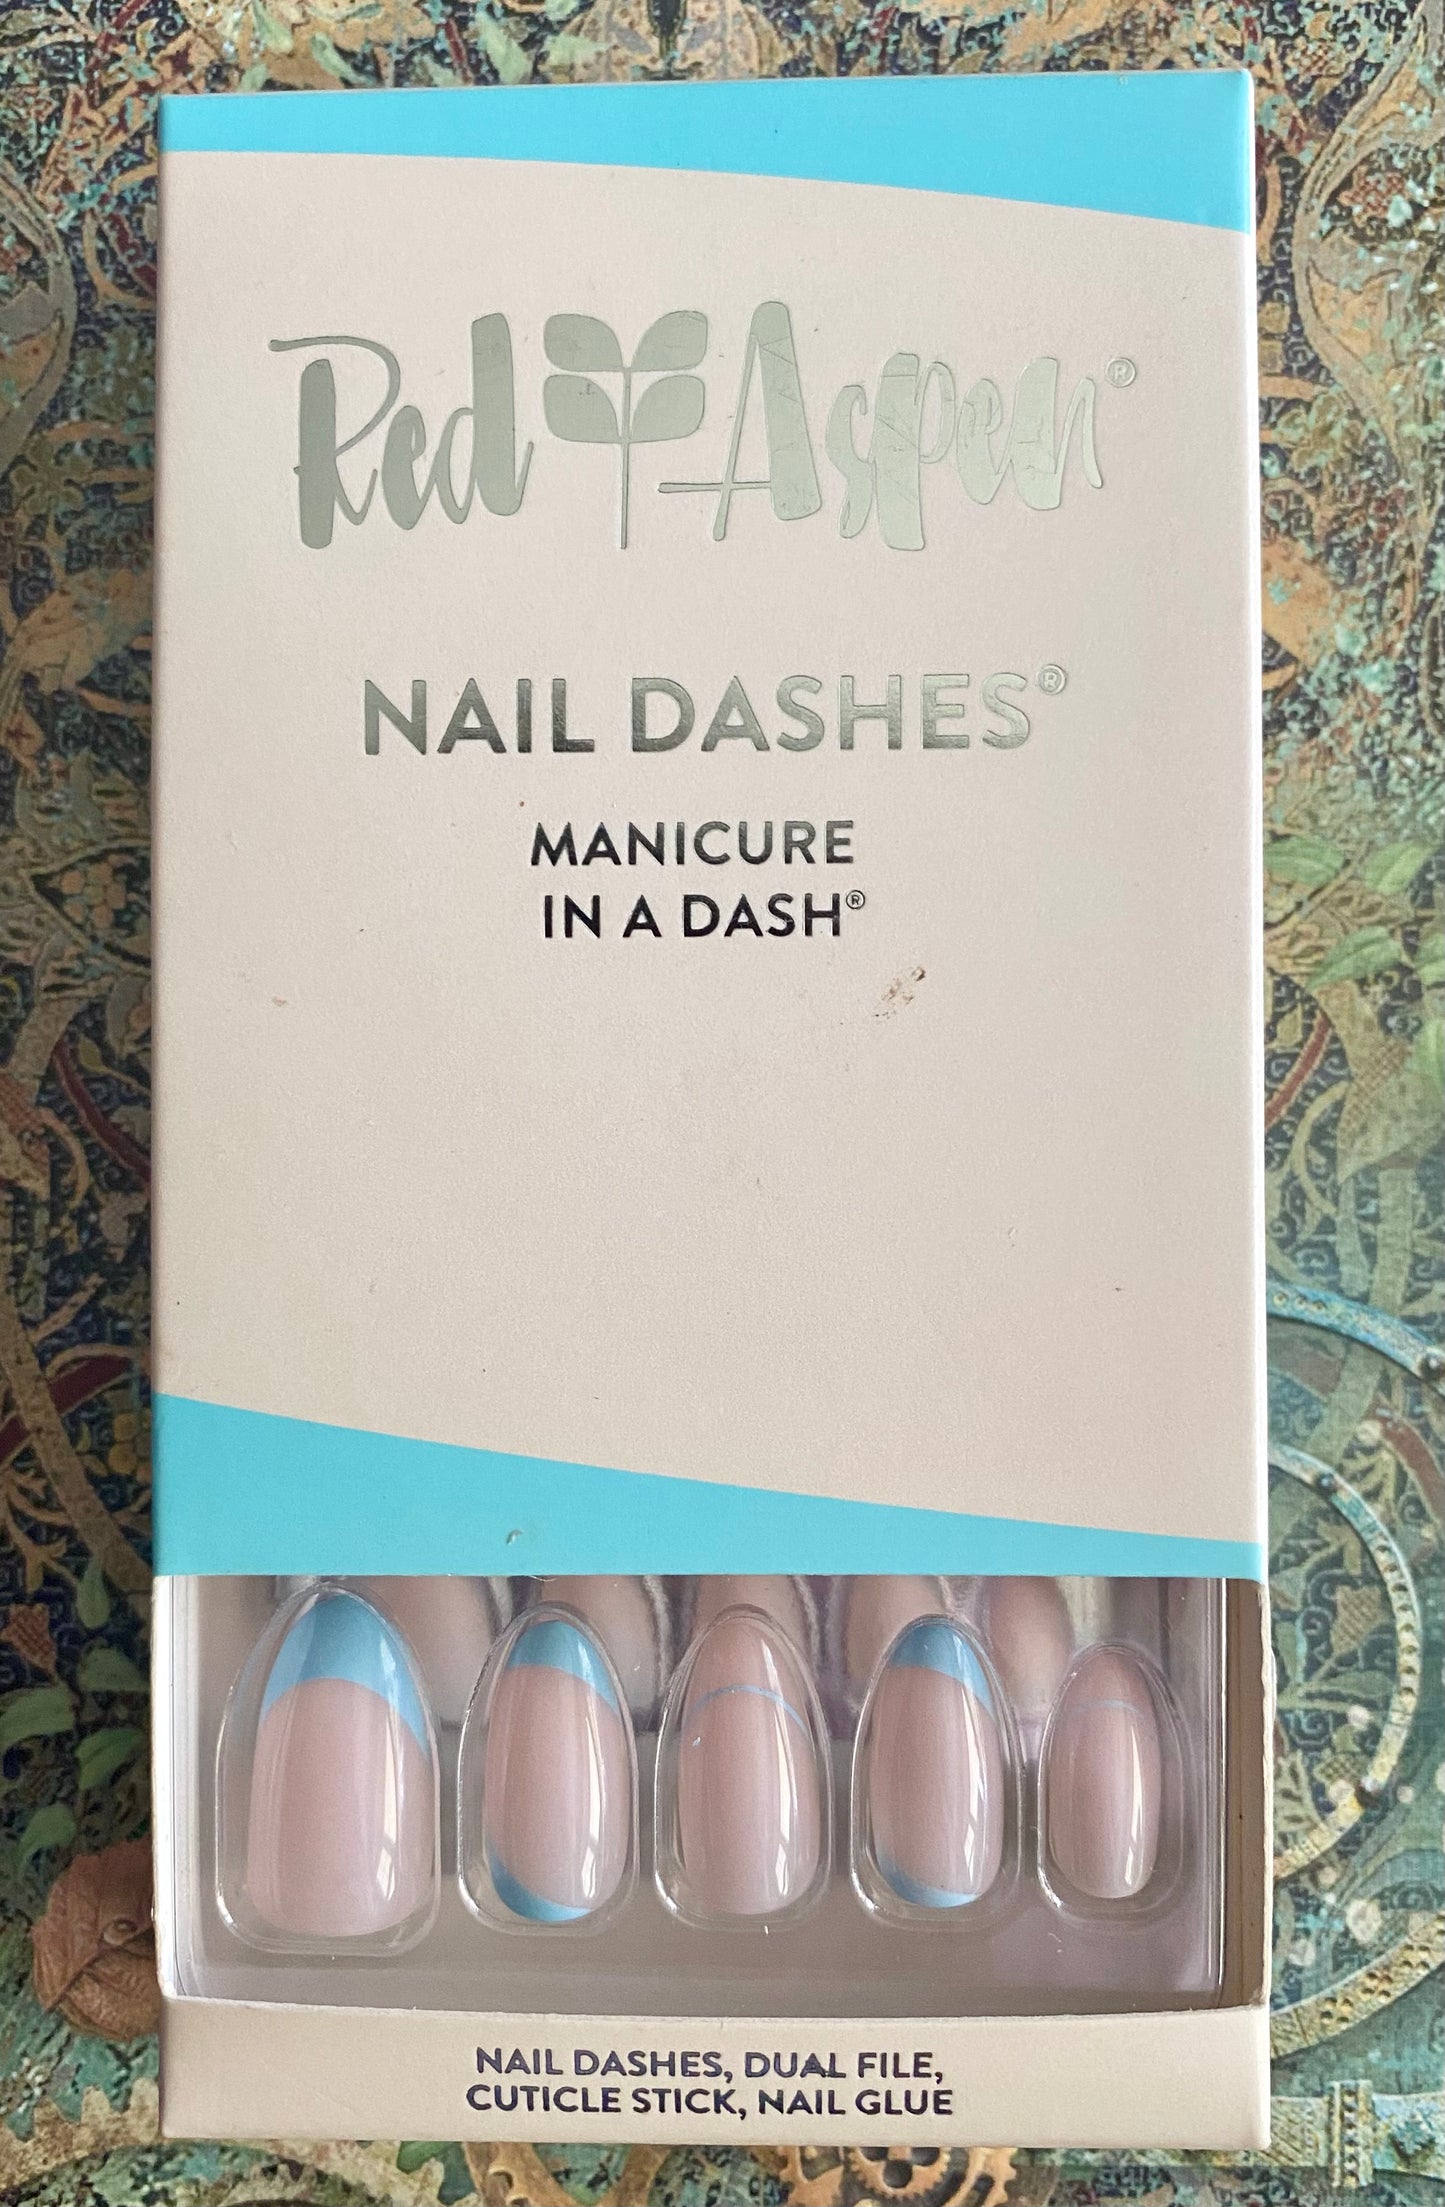 Red Aspen®
NAIL DASHES®
MANICURE
IN A DASH®
NAIL DASHES, DUAL FILE,
CUTICLE STICK, NAIL GLUE